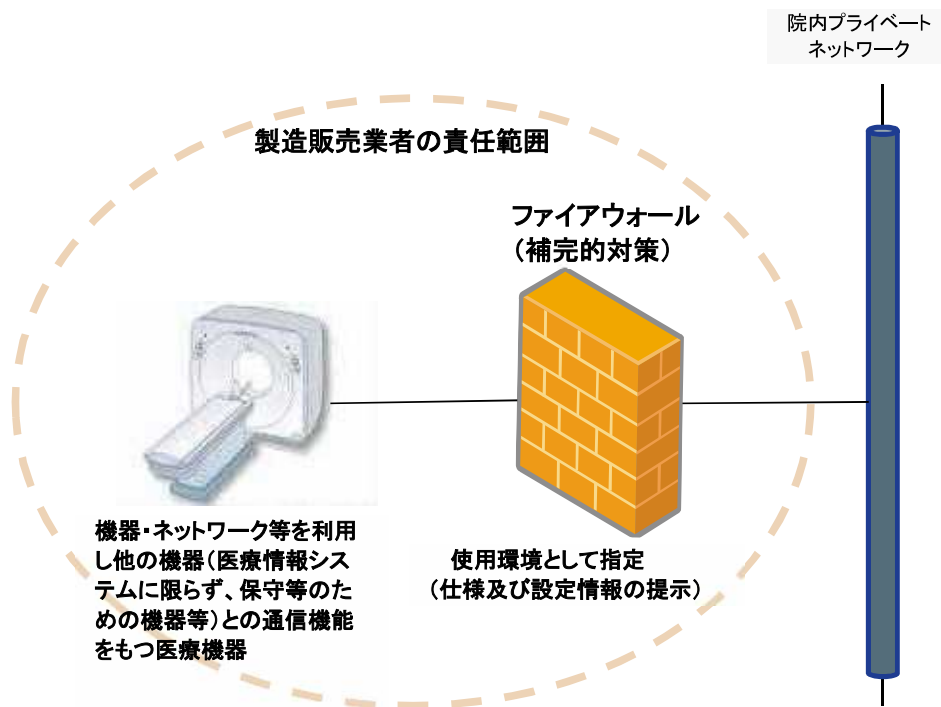 院内プライベート
ネットワーク
製造販売業者の責任範囲
ファイアウォール
（補完的対策）
機器・ネットワーク等を利用
し他の機器（医療情報シス
テムに限らず、保守等のた
めの機器等）との通信機能
をもつ医療機器
使用環境として指定
（仕様及び設定情報の提示）